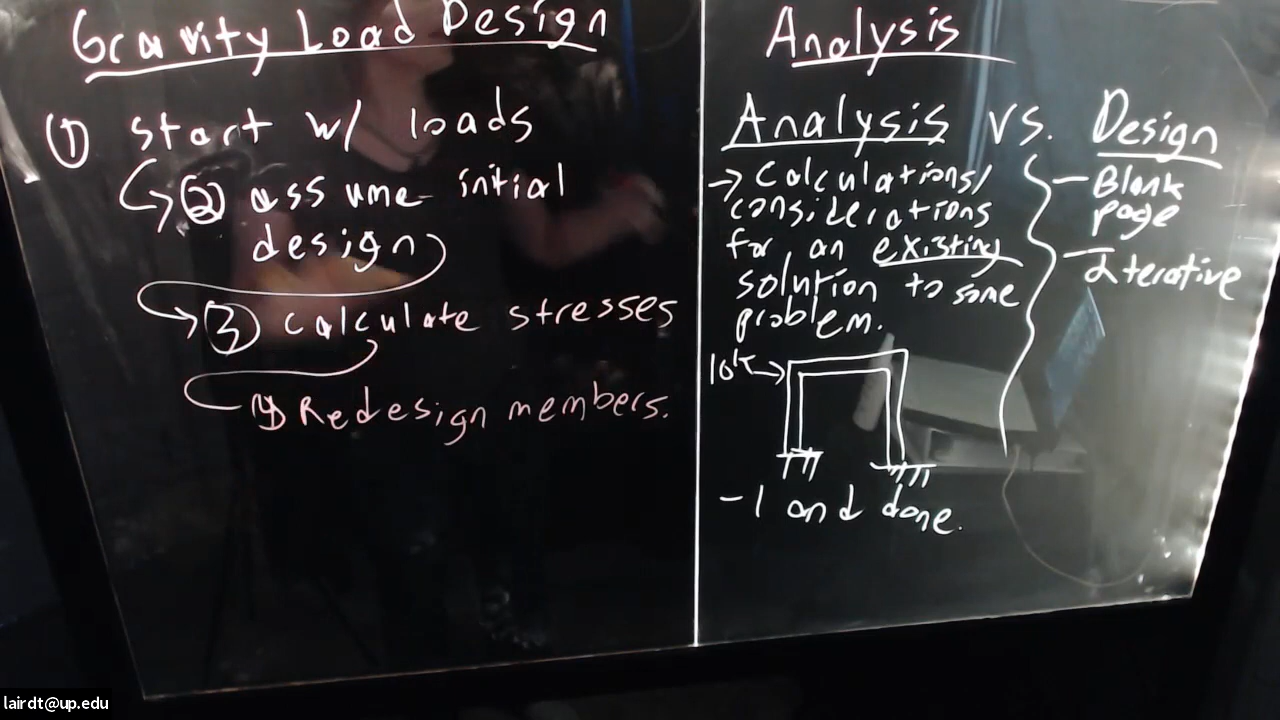 Gravity Load Design
① start w/ loads
② assume initial
design
③ calculate stresses
④ Redesign members.
Analysis
Analysis vs. Design
→ Calculations/
considerations
for an existing
solution to some
problem.
- Blank
page
- Iterative
10k →
- 1 and done.
lairdt@up.edu